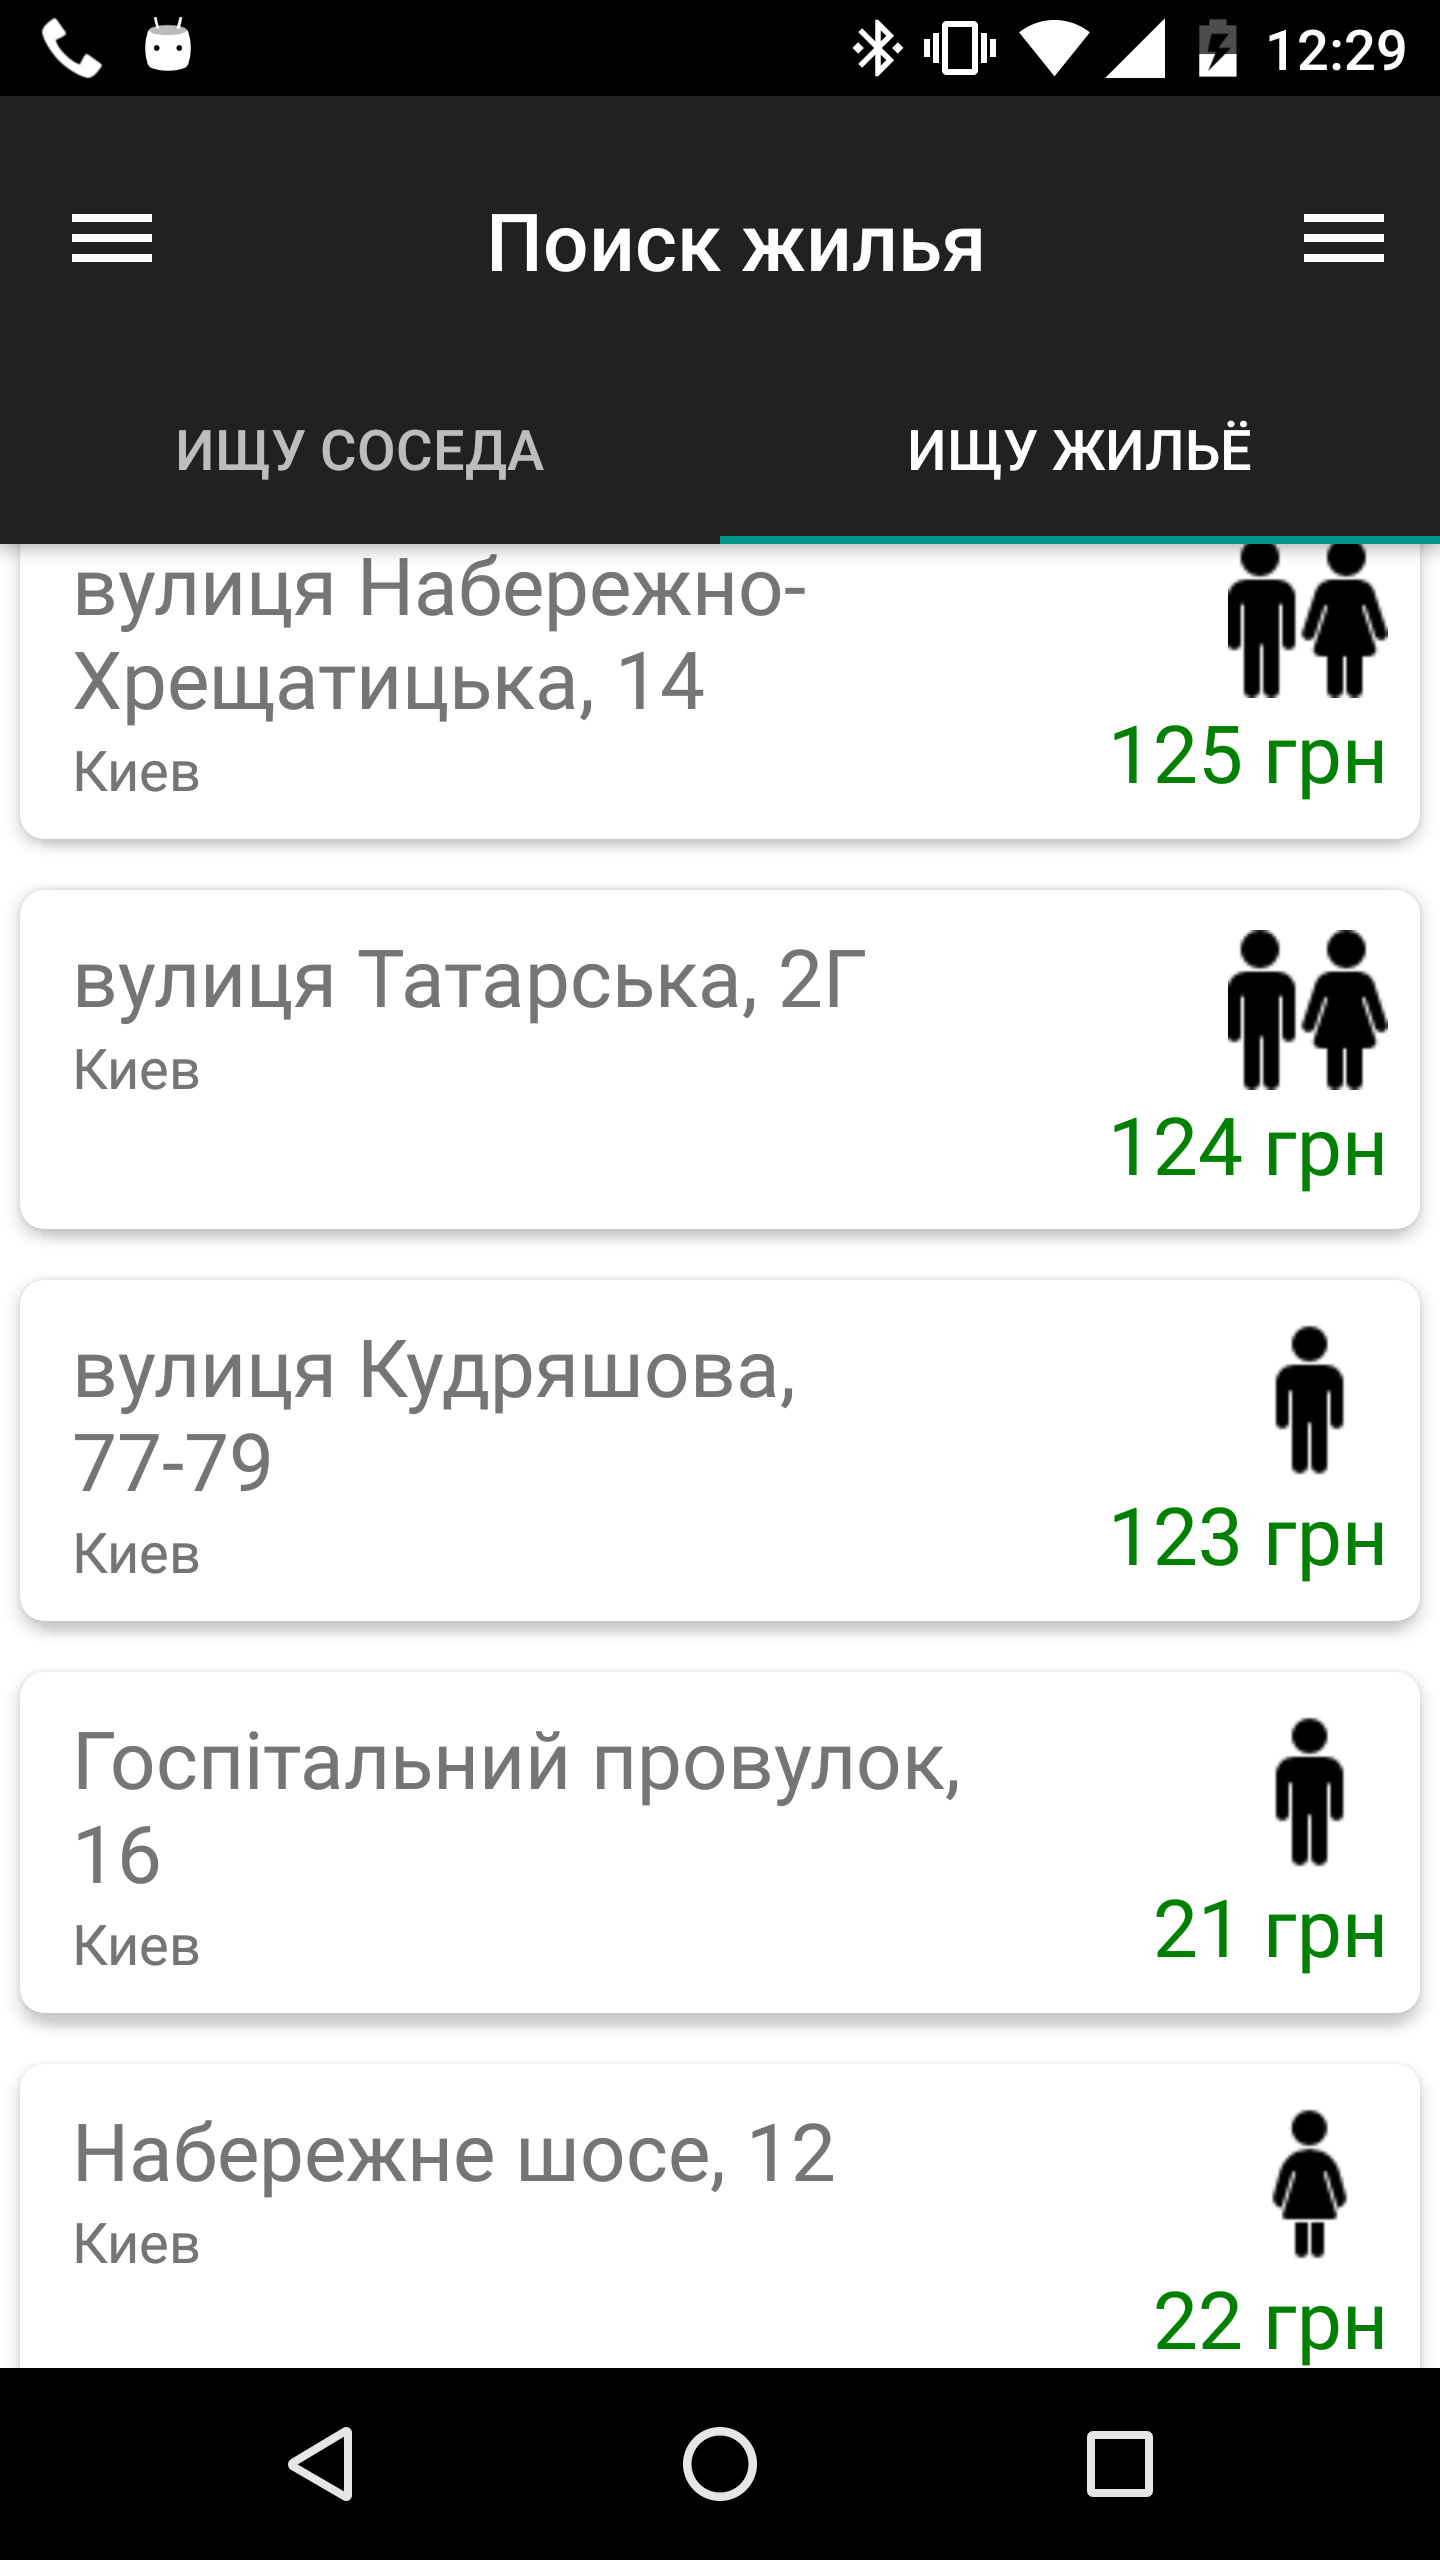 12:29
Поиск жилья
ИЩУ СОСЕДА
ИЩУ ЖИЛЬЁ
вулиця Набережно-
Хрещатицька, 14
Киев
125 грн
вулиця Татарська, 2Г
Киев
124 грн
вулиця Кудряшова,
77-79
Киев
123 грн
Госпітальний провулок,
16
Киев
21 грн
Набережне шосе, 12
Киев
22 грн